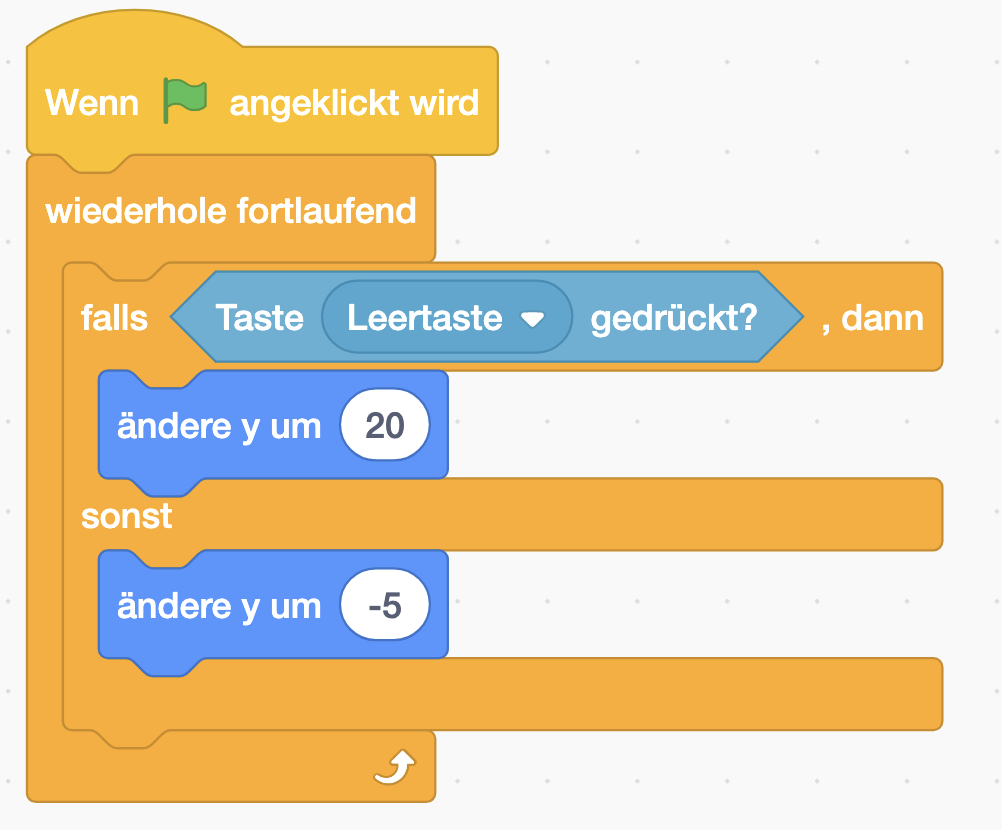 Wenn angeklickt wird
wiederhole fortlaufend
falls Taste Leertaste gedrückt? , dann
ändere y um 20
sonst
ändere y um -5